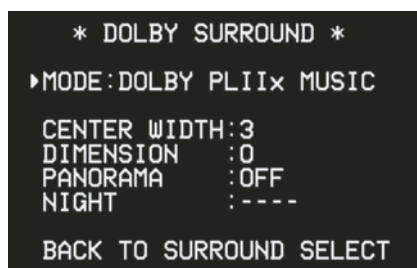 * DOLBY SURROUND *
▸MODE:DOLBY PLIIx MUSIC
CENTER WIDTH:3
DIMENSION :0
PANORAMA :OFF
NIGHT :----
BACK TO SURROUND SELECT